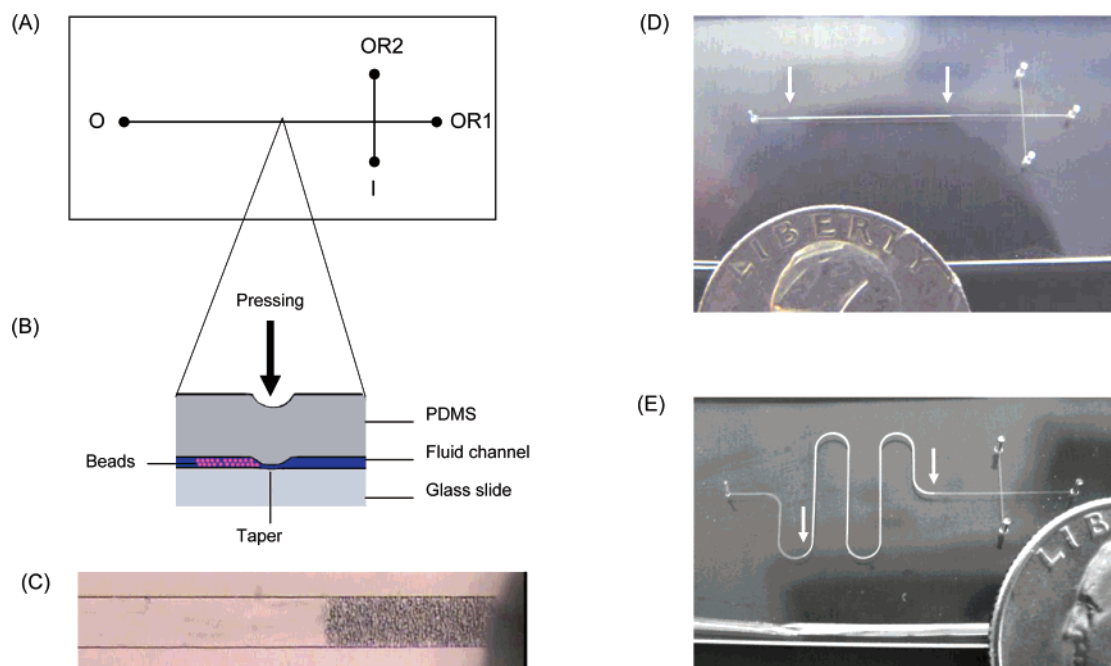 (A)
OR2
O
OR1
I
(B)
Pressing
PDMS
Beads
Fluid channel
Glass slide
Taper
(C)
(D)
LIBERTY
(E)
LIB